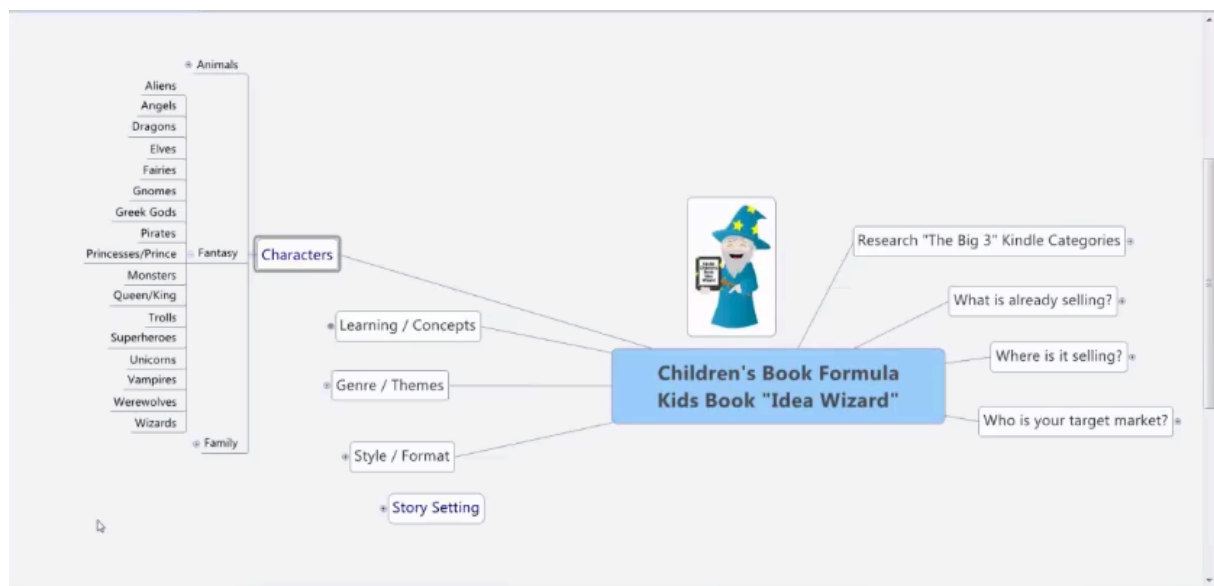 Animals
Aliens
Angels
Dragons
Elves
Fairies
Gnomes
Greek Gods
Pirates
Princesses/Prince
Fantasy
Characters
Monsters
Queen/King
Trolls
Superheroes
Unicorns
Vampires
Werewolves
Wizards
Family
Learning / Concepts
Genre / Themes
Style / Format
Story Setting
Children's Book Formula
Kids Book "Idea Wizard"
Research "The Big 3" Kindle Categories
What is already selling?
Where is it selling?
Who is your target market?